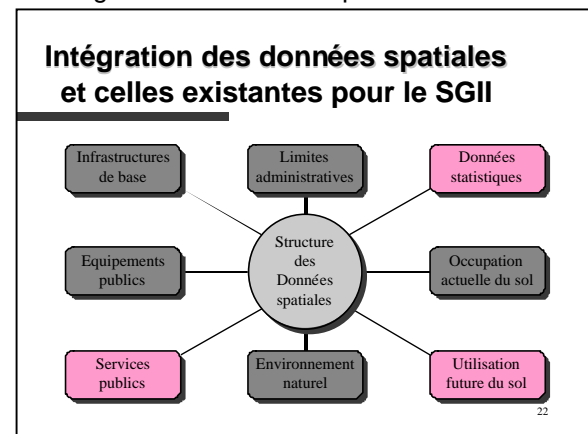 Intégration des données spatiales
et celles existantes pour le SGII
Infrastructures
de base
Limites
administratives
Données
statistiques
Equipements
publics
Structure
des
Données
spatiales
Occupation
actuelle du sol
Services
publics
Environnement
naturel
Utilisation
future du sol
22